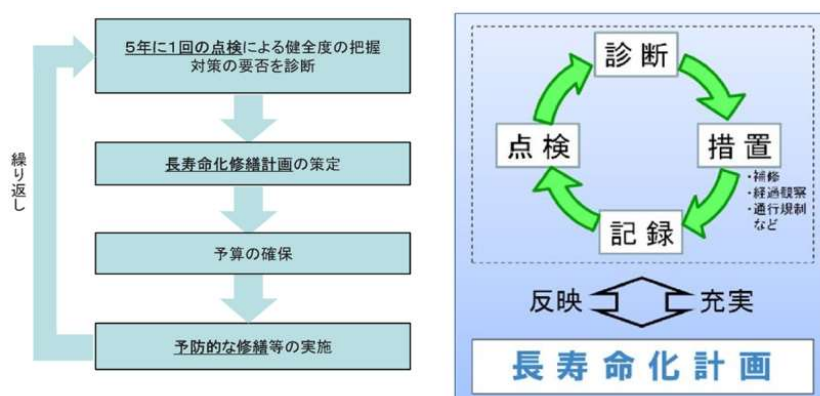 5年に1回の点検による健全度の把握
対策の要否を診断
長寿命化修繕計画の策定
予算の確保
予防的な修繕等の実施
繰り返し
診断
点検
措置
・補修
・経過観察
・通行規制
など
記録
反映
充実
長寿命化計画